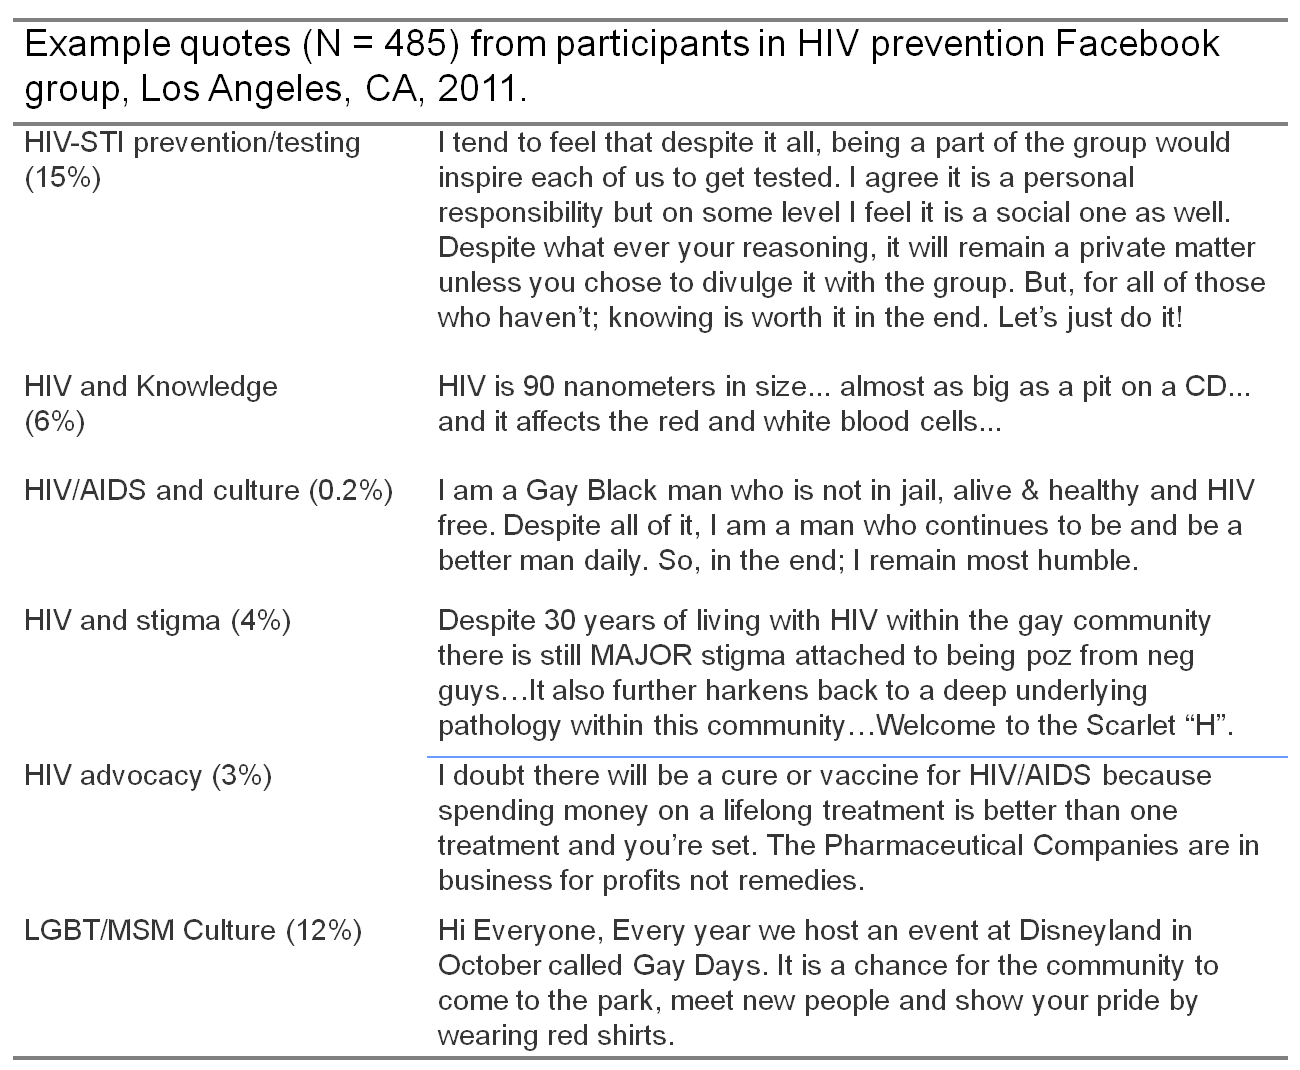 Example quotes (N = 485) from participants in HIV prevention Facebook
group, Los Angeles, CA, 2011.
HIV-STI prevention/testing
(15%)
I tend to feel that despite it all, being a part of the group would
inspire each of us to get tested. I agree it is a personal
responsibility but on some level I feel it is a social one as well.
Despite what ever your reasoning, it will remain a private matter
unless you chose to divulge it with the group. But, for all of those
who haven't; knowing is worth it in the end. Let's just do it!
HIV and Knowledge
(6%)
HIV is 90 nanometers in size... almost as big as a pit on a CD...
and it affects the red and white blood cells...
HIV/AIDS and culture (0.2%)
I am a Gay Black man who is not in jail, alive & healthy and HIV
free. Despite all of it, I am a man who continues to be and be a
better man daily. So, in the end; I remain most humble.
HIV and stigma (4%)
Despite 30 years of living with HIV within the gay community
there is still MAJOR stigma attached to being poz from neg
guys…It also further harkens back to a deep underlying
pathology within this community…Welcome to the Scarlet “H”.
HIV advocacy (3%)
I doubt there will be a cure or vaccine for HIV/AIDS because
spending money on a lifelong treatment is better than one
treatment and you’re set. The Pharmaceutical Companies are in
business for profits not remedies.
LGBT/MSM Culture (12%)
Hi Everyone, Every year we host an event at Disneyland in
October called Gay Days. It is a chance for the community to
come to the park, meet new people and show your pride by
wearing red shirts.